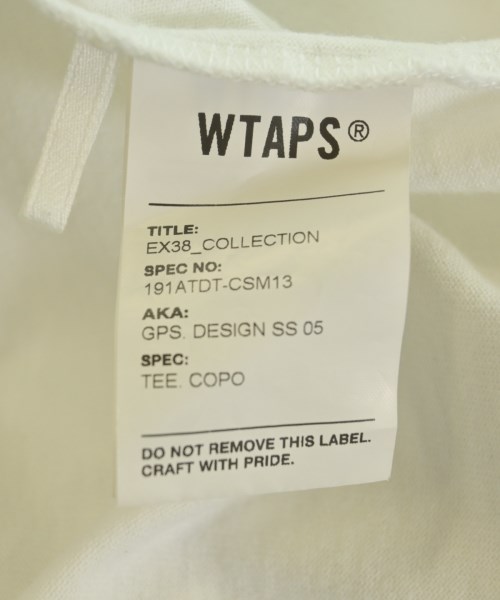 WTAPS®
TITLE:
EX38_COLLECTION
SPEC NO:
191ATDT-CSM13
AKA:
GPS. DESIGN SS 05
SPEC:
TEE. COPO
DO NOT REMOVE THIS LABEL.
CRAFT WITH PRIDE.